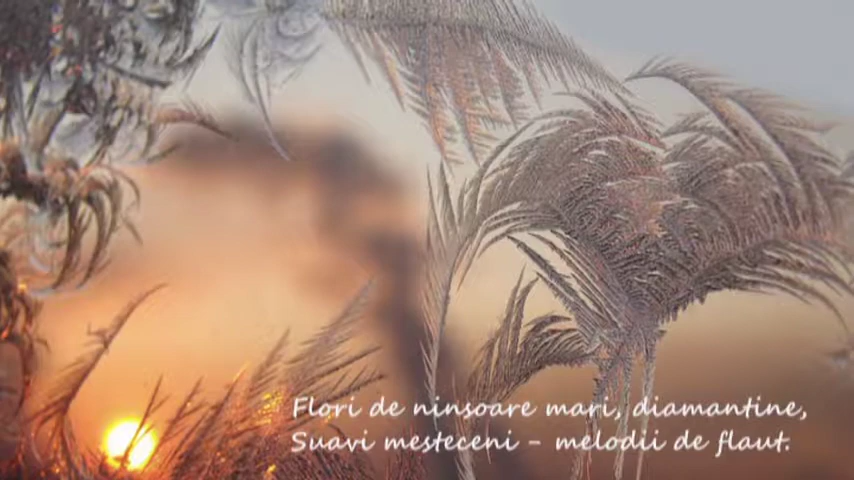 Flori de ninsoare mari, diamantine,
Suavi mesteceni - melodii de flaut.